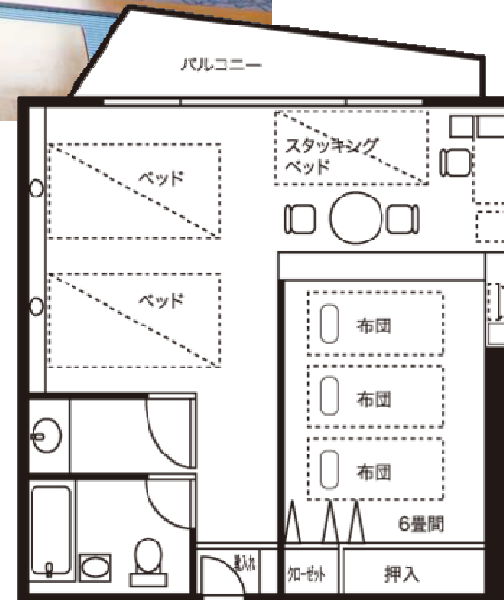 バルコニー
ベッド
スタッキング
ベッド
ベッド
布団
布団
布団
6畳間
靴入れ
クローゼット
押入